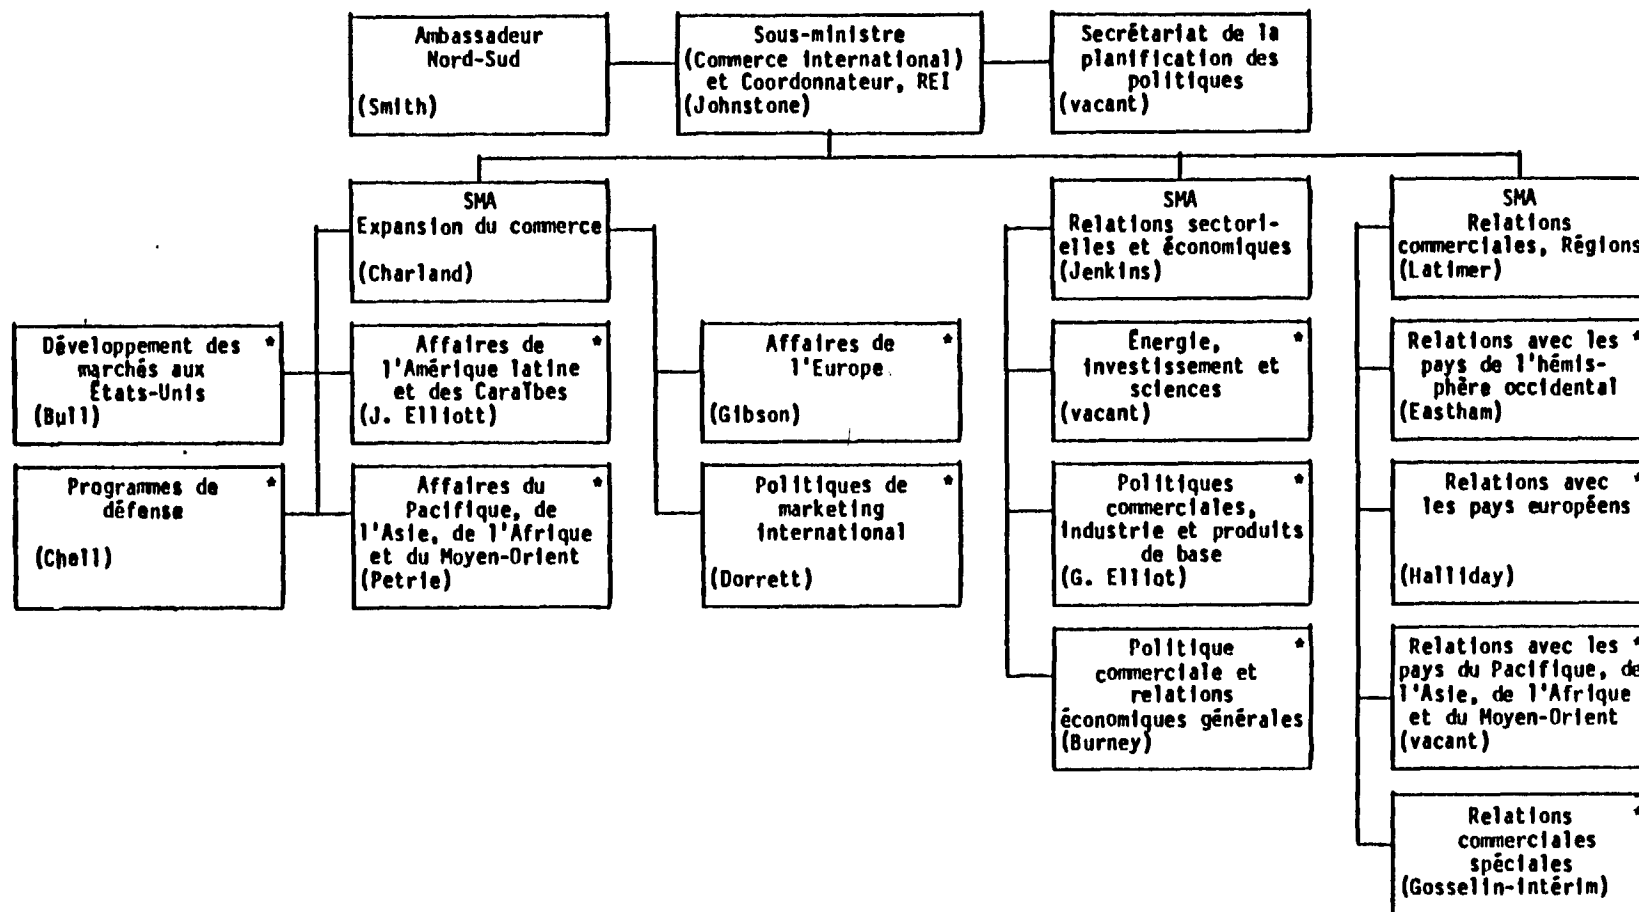 Ambassadeur
Nord-Sud
(Smith)
Sous-ministre
(Commerce international)
et Coordonnateur, REI
(Johnstone)
Secrétariat de la
planification des
politiques
(vacant)
SMA
Expansion du commerce
(Charland)
SMA
Relations sectori-
elles et économiques
(Jenkins)
SMA
Relations
commerciales, Régions
(Latimer)
Développement des *
marchés aux
États-Unis
(Bull)
Affaires de *
l'Amérique latine
et des Caraïbes
(J. Elliott)
Affaires de *
l'Europe
(Gibson)
Énergie, *
investissement et
sciences
(vacant)
Relations avec les *
pays de l'hémis-
phère occidental
(Eastham)
Programmes de *
défense
(Chell)
Affaires du *
Pacifique, de
l'Asie, de l'Afrique
et du Moyen-Orient
(Petrie)
Politiques de *
marketing
international
(Dorrett)
Politiques *
commerciales,
industrie et produits
de base
(G. Elliot)
Relations avec *
les pays européens
(Halliday)
Politique *
commerciale et
relations
économiques générales
(Burney)
Relations avec les *
pays du Pacifique, de
l'Asie, de l'Afrique
et du Moyen-Orient
(vacant)
Relations *
commerciales
spéciales
(Gosselin-intérim)